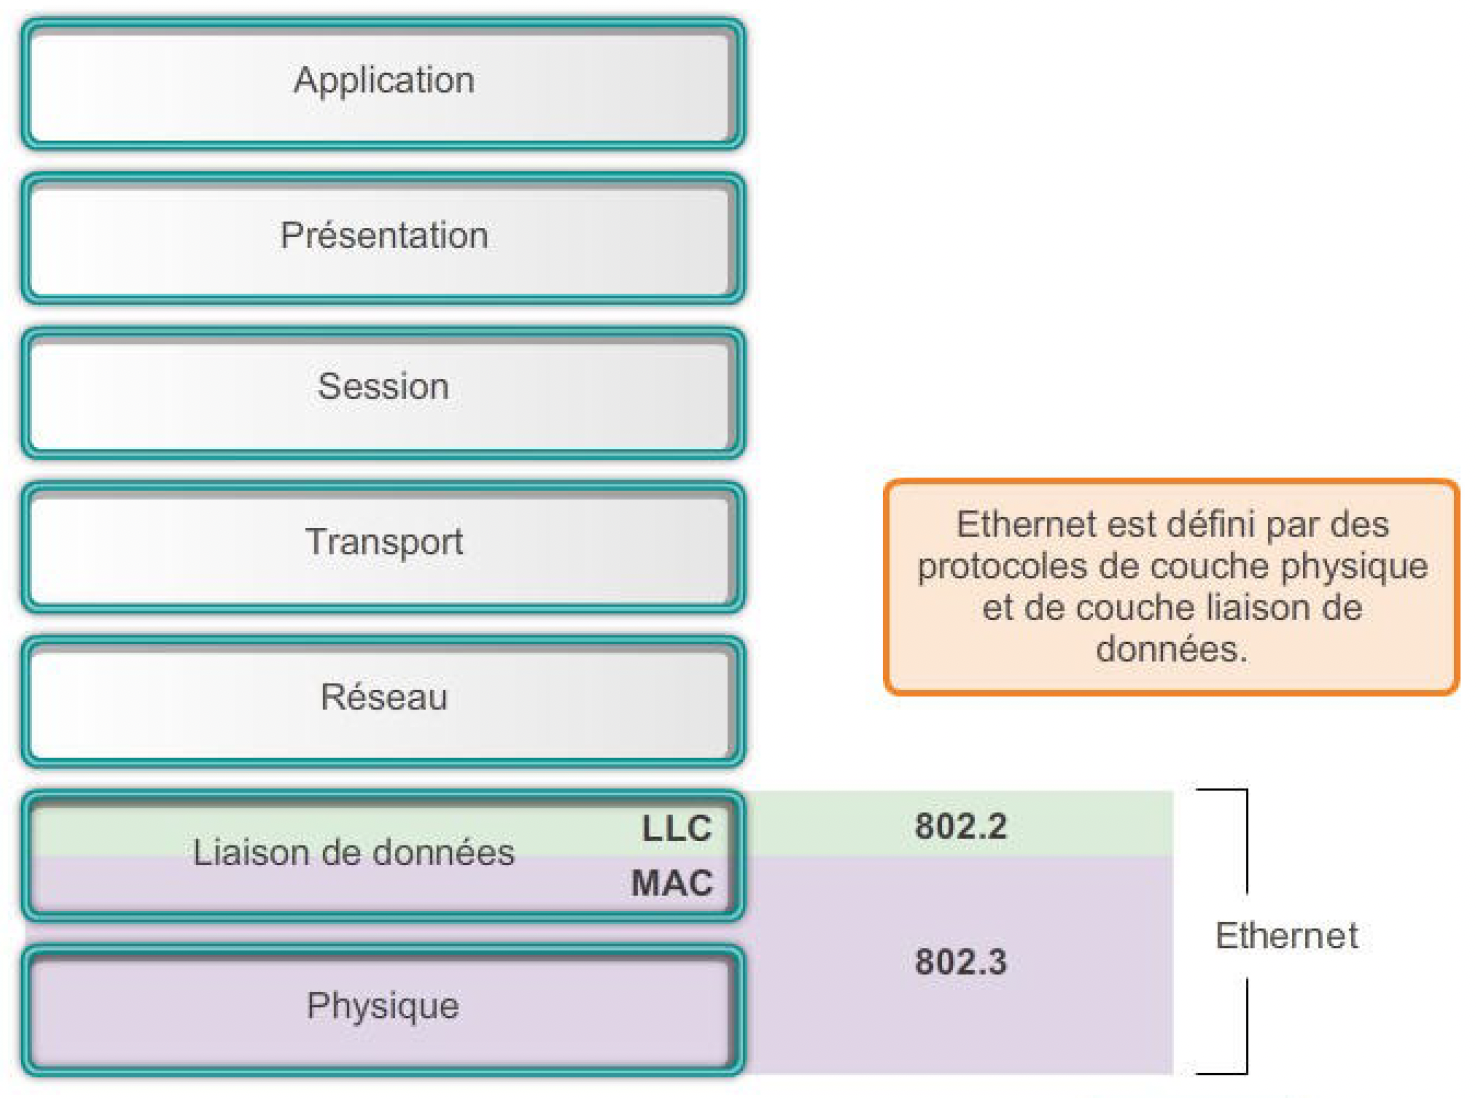 Application
Présentation
Session
Transport
Ethernet est défini par des
protocoles de couche physique
et de couche liaison de
données.
Réseau
Liaison de données
LLC
MAC
802.2
802.3
Ethernet
Physique